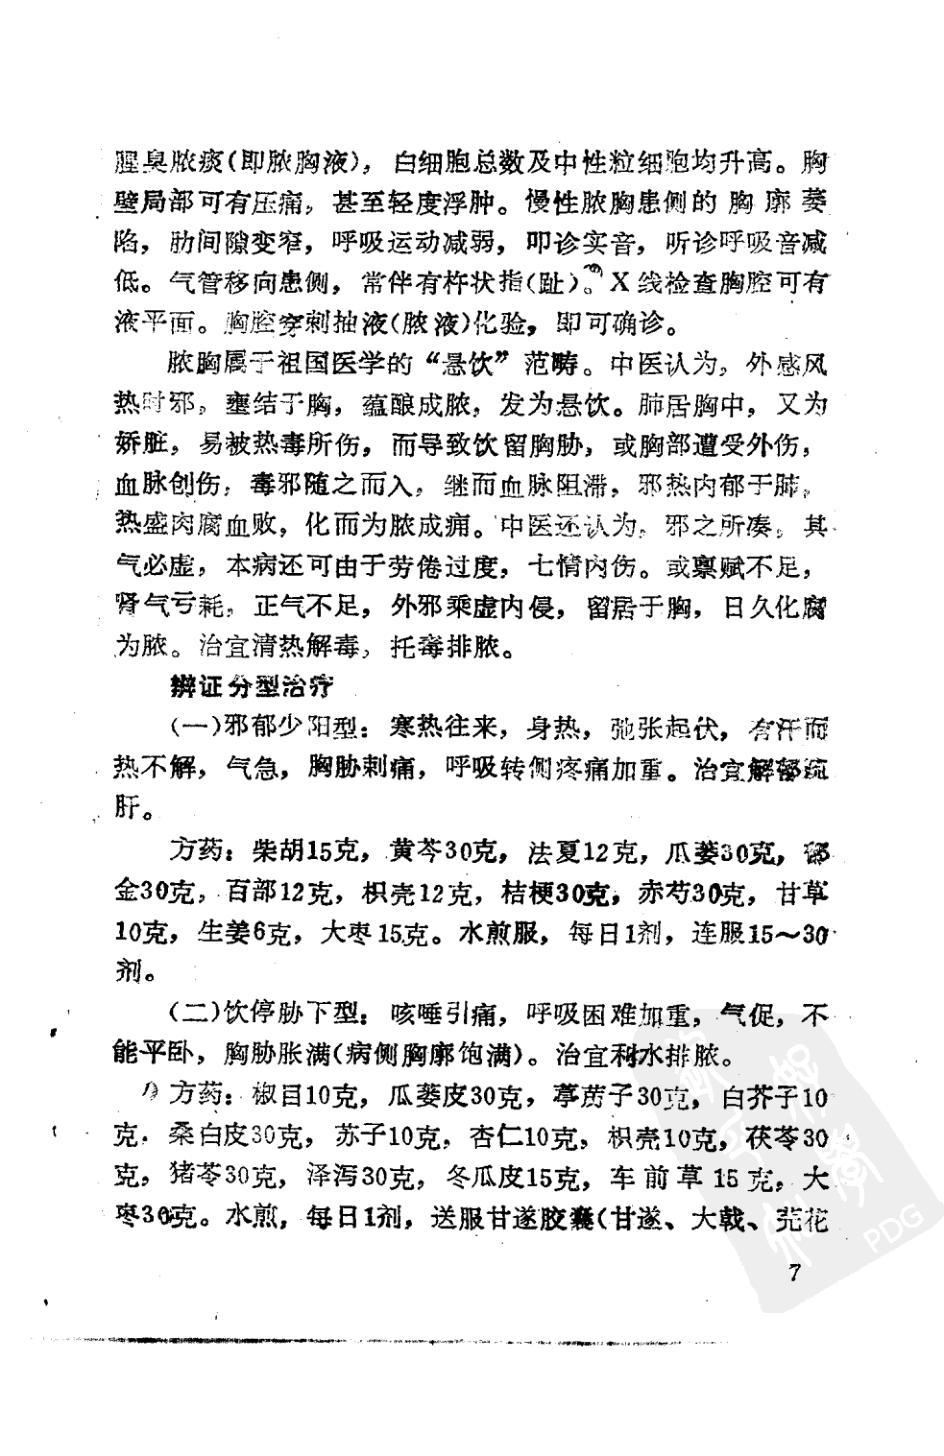 腥臭脓痰(即脓胸液)，白细胞总数及中性粒细胞均升高。胸
壁局部可有压痛，甚至轻度浮肿。慢性脓胸患侧的胸廓萎
陷，肋间隙变窄，呼吸运动减弱，叩诊实音，听诊呼吸音减
低。气管移向患侧，常伴有杵状指(趾)。X线检查胸腔可有
液平面。胸腔穿刺抽液(脓液)化验，即可确诊。
脓胸属于祖国医学的“悬饮”范畴。中医认为，外感风
热时邪，壅结于胸，蕴酿成脓，发为悬饮。肺居胸中，又为
娇脏，易被热毒所伤，而导致饮留胸胁，或胸部遭受外伤，
血脉创伤，毒邪随之而入，继而血脉阻滞，邪热内郁于肺，
热盛肉腐血败，化而为脓成痈。中医还认为，邪之所凑，其
气必虚，本病还可由于劳倦过度，七情内伤。或禀赋不足，
肾气亏耗，正气不足，外邪乘虚内侵，留居于胸，日久化腐
为脓。治宜清热解毒，托毒排脓。
辨证分型治疗
(一)邪郁少阳型：寒热往来，身热，弛张起伏，有汗而
热不解，气急，胸胁刺痛，呼吸转侧疼痛加重。治宜解郁疏
肝。
方药：柴胡15克，黄芩30克，法夏12克，瓜蒌30克，郁
金30克，百部12克，枳壳12克，桔梗30克，赤芍30克，甘草
10克，生姜6克，大枣15克。水煎服，每日1剂，连服15～30
剂。
(二)饮停胁下型：咳唾引痛，呼吸困难加重，气促，不
能平卧，胸胁胀满(病侧胸廓饱满)。治宜利水排脓。
方药：椒目10克，瓜蒌皮30克，葶苈子30克，白芥子10
克，桑白皮30克，苏子10克，杏仁10克，枳壳10克，茯苓30
克，猪苓30克，泽泻30克，冬瓜皮15克，车前草15克，大
枣30克。水煎，每日1剂，送服甘遂胶囊(甘遂、大戟、芫花
7
PDG